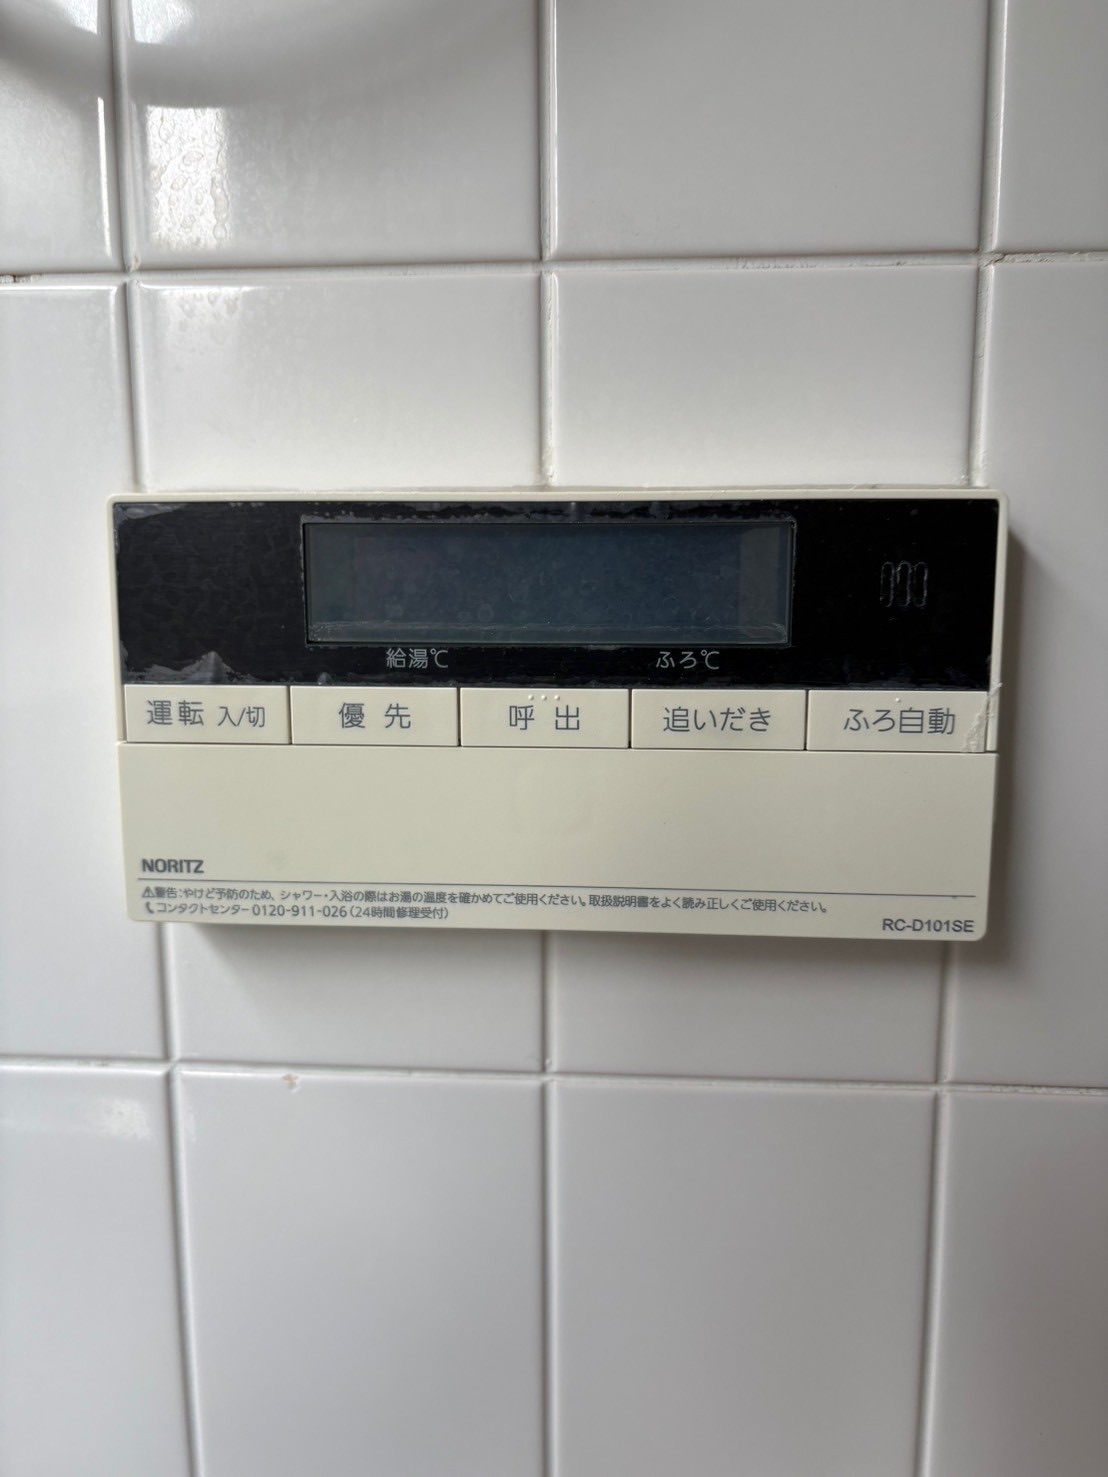 給湯℃ ふろ℃
運転 入/切 優先 呼出 追いだき ふろ自動
NORITZ
⚠警告:やけど予防のため、シャワー・入浴の際はお湯の温度を確かめてご使用ください。取扱説明書をよく読み正しくご使用ください。
コンタクトセンター 0120-911-026(24時間修理受付)
RC-D101SE